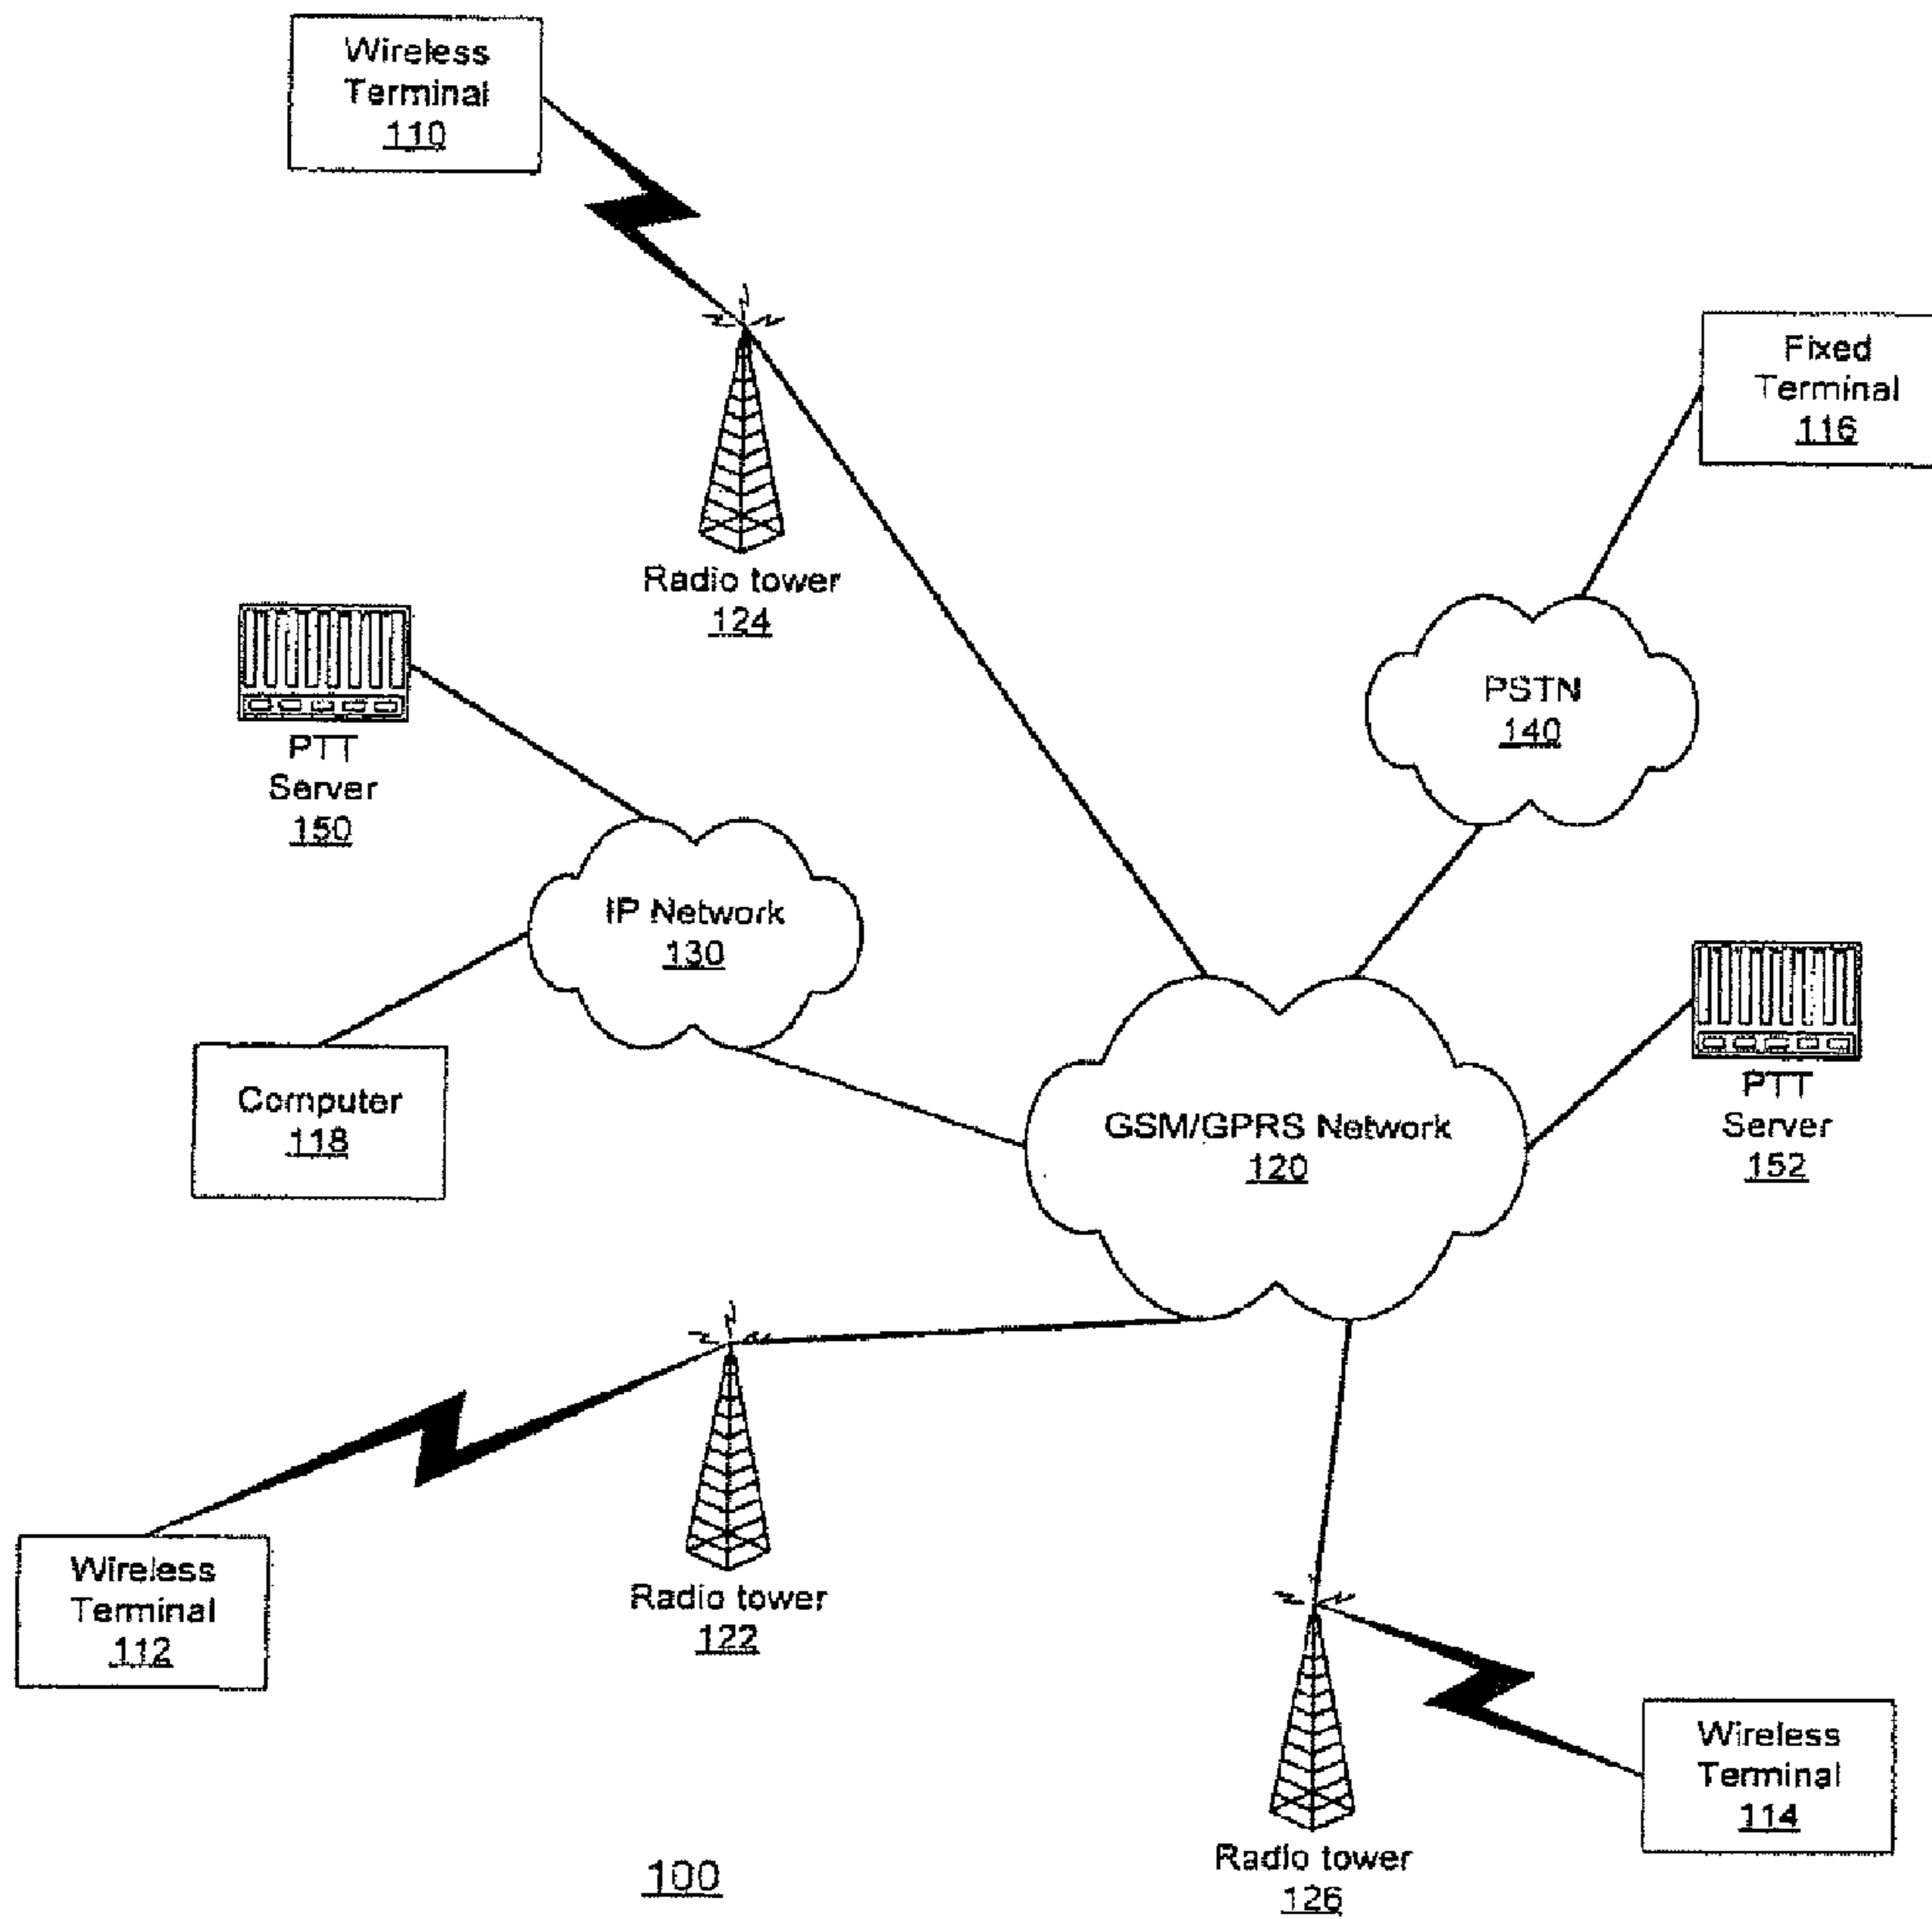 Wireless
Terminal
110
Fixed
Terminal
116
Radio tower
124
PSTN
140
PTT
Server
150
IP Network
130
Computer
118
GSM/GPRS Network
120
PTT
Server
152
Wireless
Terminal
112
Radio tower
122
Wireless
Terminal
114
Radio tower
126
100